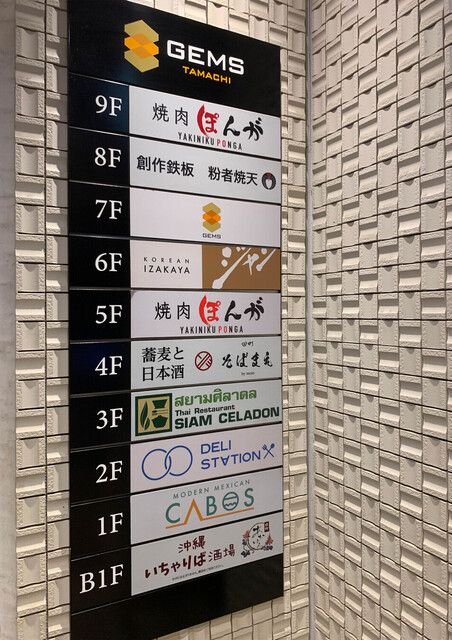 GEMS
TAMACHI
9F
焼肉 ぽんが
YAKINIKU PONGA
8F
創作鉄板 粉者焼天
7F
GEMS
6F
KOREAN
IZAKAYA
ジャン
5F
焼肉 ぽんが
YAKINIKU PONGA
4F
蕎麦と
日本酒
田町
そばまえ
3F
สยามศิลาดล
Thai Restaurant
SIAM CELADON
2F
DELI
STATION
1F
MODERN MEXICAN
CABOS
B1F
沖縄
いちゃりば酒場